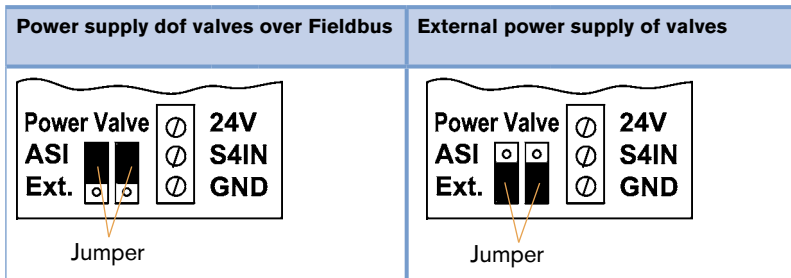 Power supply dof valves over Fieldbus
External power supply of valves
Power Valve 24V
ASI S4IN
Ext. GND
Jumper
Power Valve 24V
ASI S4IN
Ext. GND
Jumper